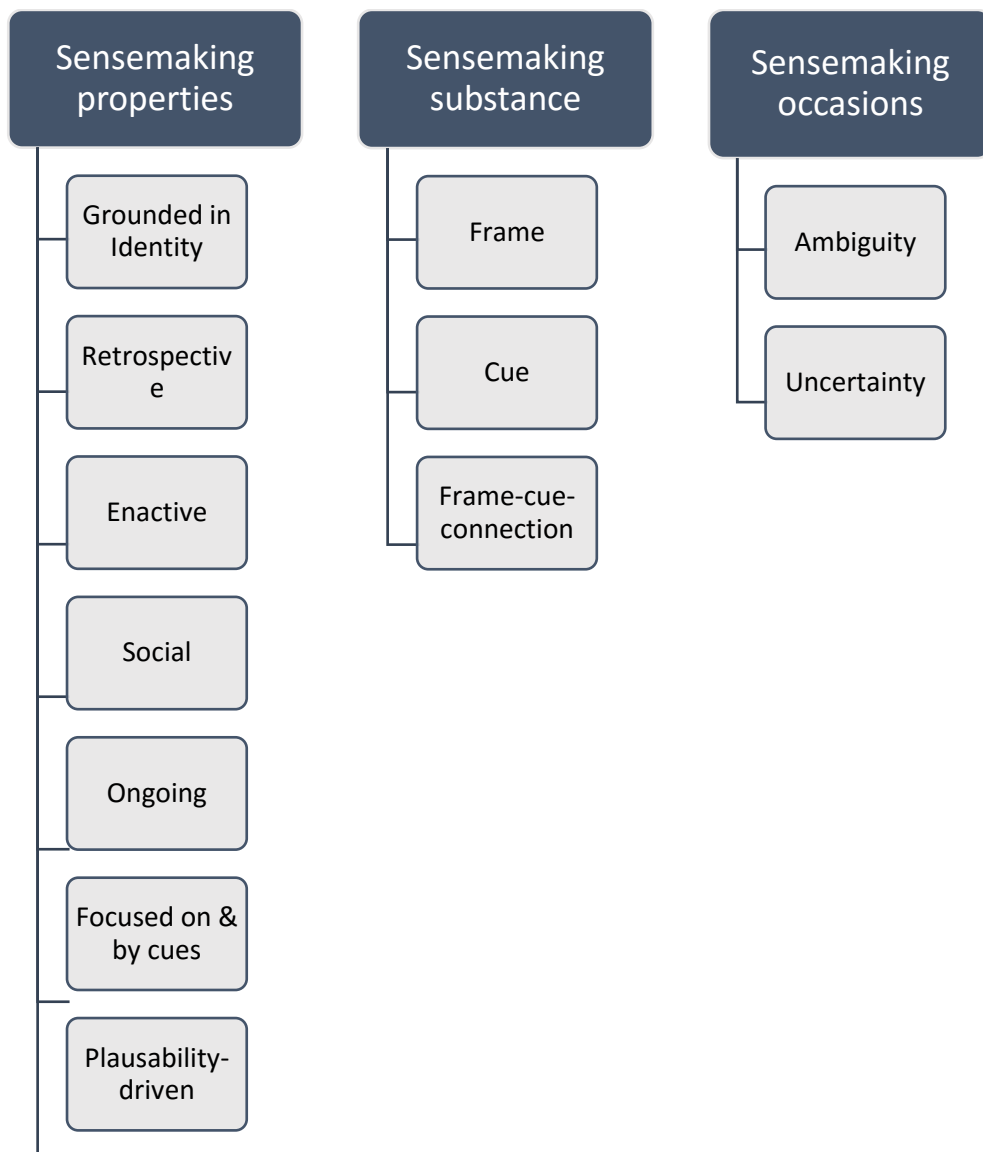 Sensemaking
properties
Grounded in
Identity
Retrospectiv
e
Enactive
Social
Ongoing
Focused on &
by cues
Plausability-
driven
Sensemaking
substance
Frame
Cue
Frame-cue-
connection
Sensemaking
occasions
Ambiguity
Uncertainty